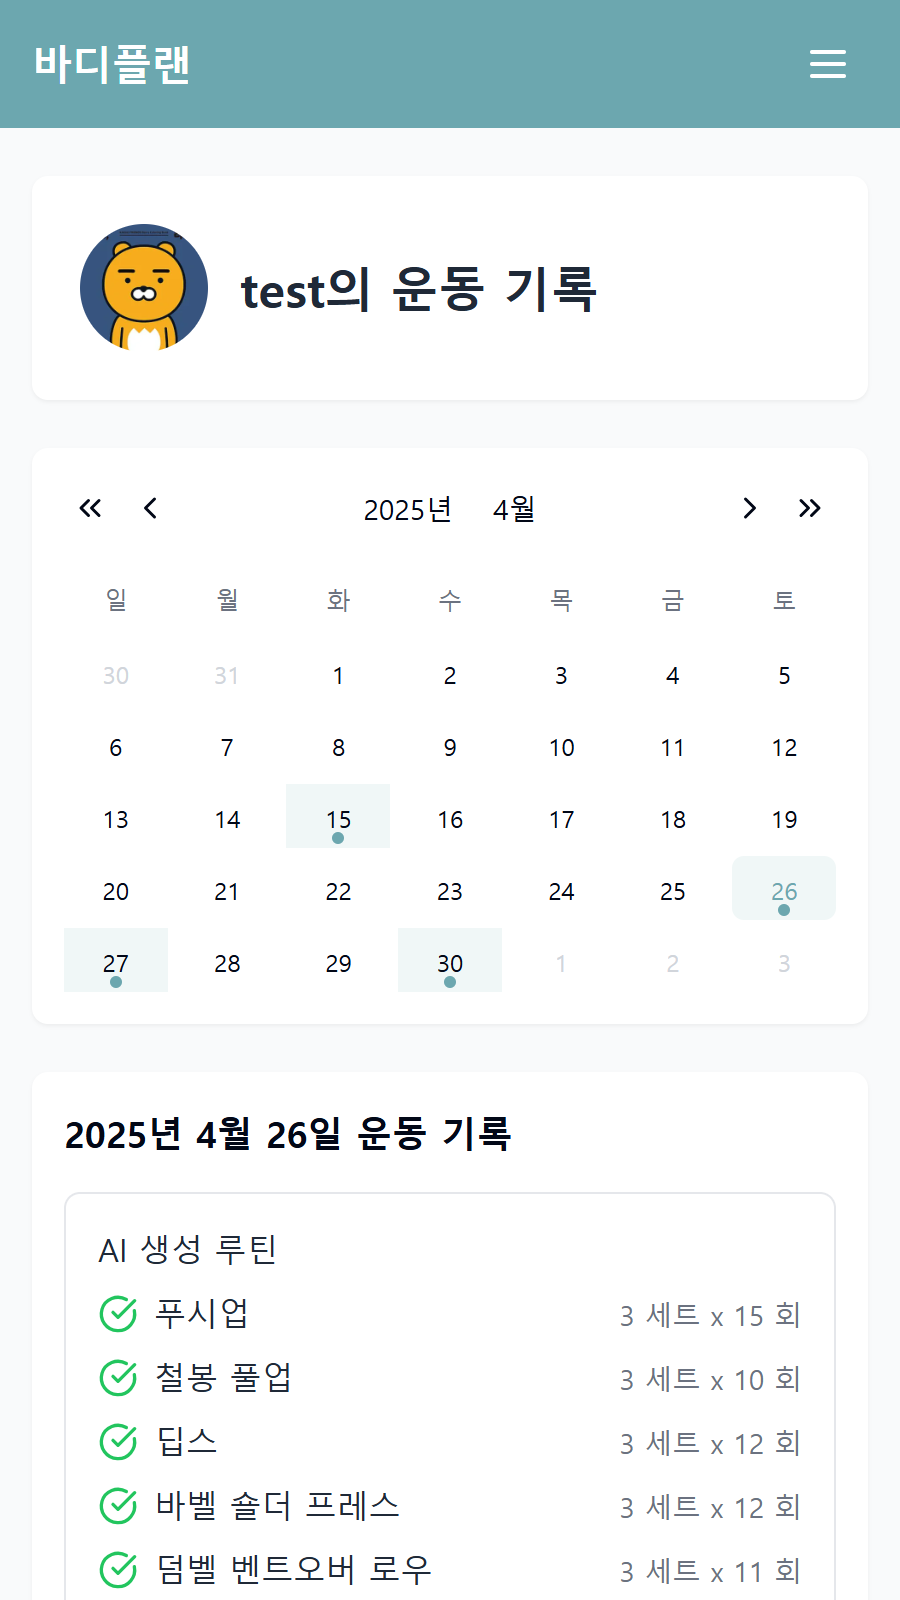 바디플랜
test의 운동 기록
2025년 4월
일 월 화 수 목 금 토
30 31 1 2 3 4 5
6 7 8 9 10 11 12
13 14 15 16 17 18 19
20 21 22 23 24 25 26
27 28 29 30 1 2 3
2025년 4월 26일 운동 기록
AI 생성 루틴
푸시업 3 세트 x 15 회
철봉 풀업 3 세트 x 10 회
딥스 3 세트 x 12 회
바벨 숄더 프레스 3 세트 x 12 회
덤벨 벤트오버 로우 3 세트 x 11 회